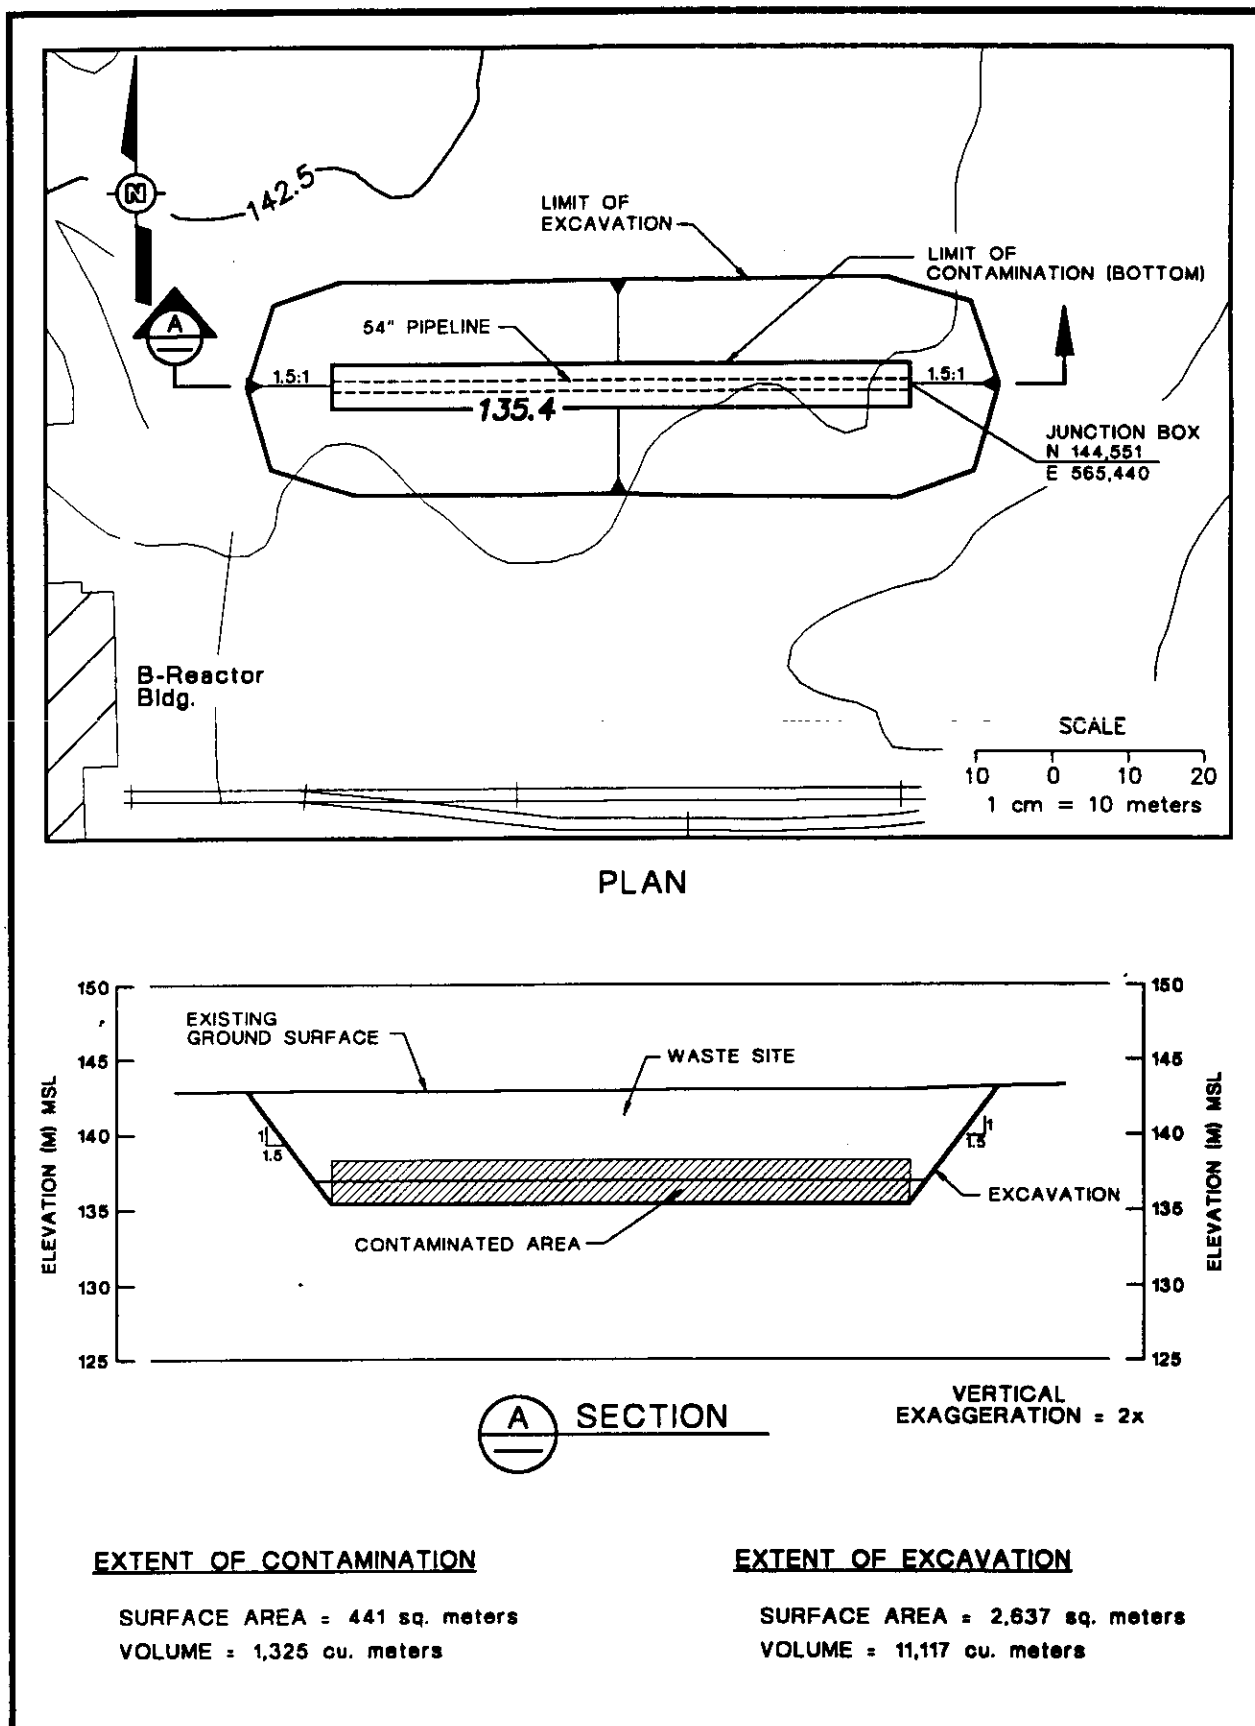 N
142.5
LIMIT OF
EXCAVATION
LIMIT OF
CONTAMINATION (BOTTOM)
A
54" PIPELINE
1.5:1
1.5:1
135.4
JUNCTION BOX
N 144,551
E 565,440
B-Reactor
Bldg.
SCALE
10 0 10 20
1 cm = 10 meters
PLAN
150
145
140
135
130
125
ELEVATION (M) MSL
EXISTING
GROUND SURFACE
WASTE SITE
1
1.5
1
1.5
EXCAVATION
CONTAMINATED AREA
150
145
140
135
130
125
ELEVATION (M) MSL
A SECTION
VERTICAL
EXAGGERATION = 2x
EXTENT OF CONTAMINATION
SURFACE AREA = 441 sq. meters
VOLUME = 1,325 cu. meters
EXTENT OF EXCAVATION
SURFACE AREA = 2,637 sq. meters
VOLUME = 11,117 cu. meters